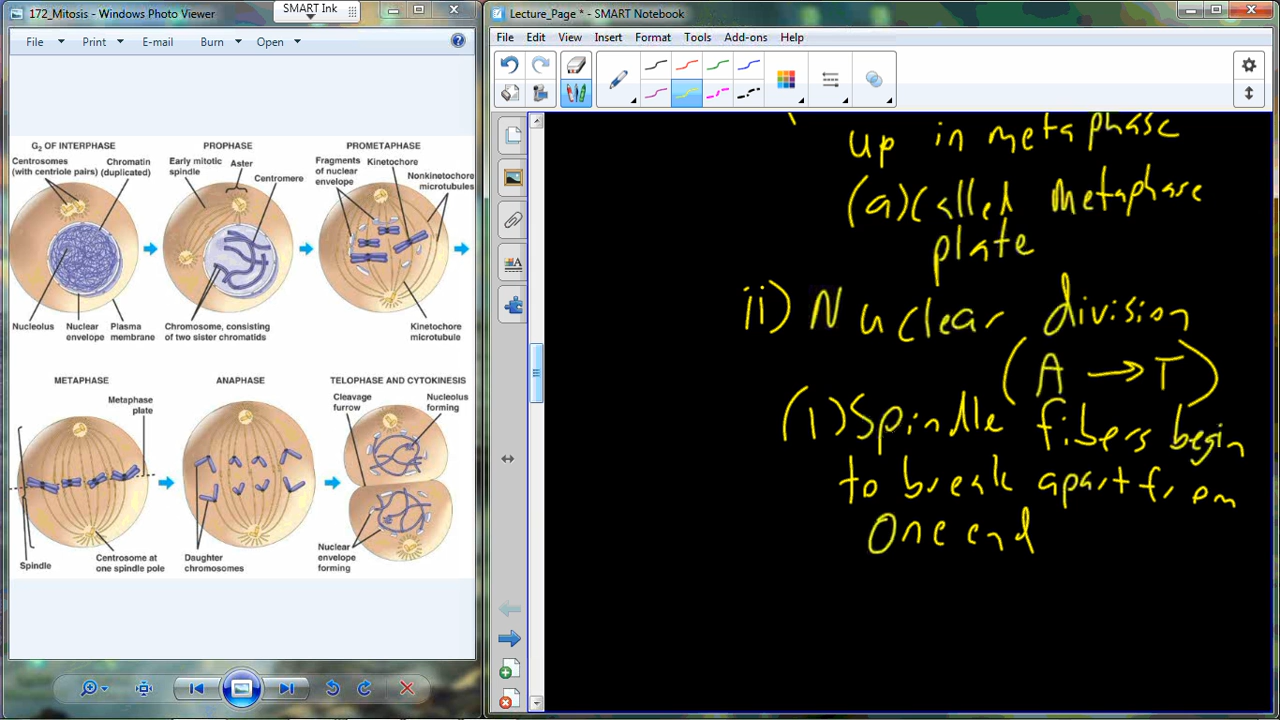 172_Mitosis - Windows Photo Viewer
SMART Ink
File Print E-mail Burn Open
G₂ OF INTERPHASE
PROPHASE
PROMETAPHASE
Centrosomes
(with centriole pairs)
Chromatin
(duplicated)
Early mitotic
spindle
Aster
Centromere
Fragments
of nuclear
envelope
Kinetochore
Nonkinetochore
microtubules
Nucleolus
Nuclear
envelope
Plasma
membrane
Chromosome, consisting
of two sister chromatids
Kinetochore
microtubule
METAPHASE
ANAPHASE
TELOPHASE AND CYTOKINESIS
Metaphase
plate
Cleavage
furrow
Nucleolus
forming
Spindle
Centrosome at
one spindle pole
Daughter
chromosomes
Nuclear
envelope
forming
Lecture_Page * - SMART Notebook
File Edit View Insert Format Tools Add-ons Help
up in metaphase
(a) Called Metaphase
plate
ii) Nuclear division
(A → T)
(1) Spindle fibers begin
to break apart from
One end